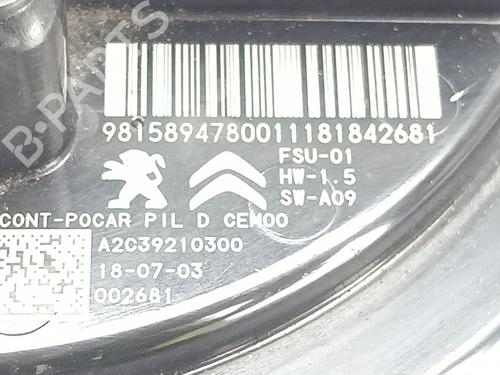 B-PARTS
9815894780011181842681
FSU-01
HW-1.5
SW-A09
CONT-POCAR PIL D CEMOO
A2C39210300
18-07-03
002681